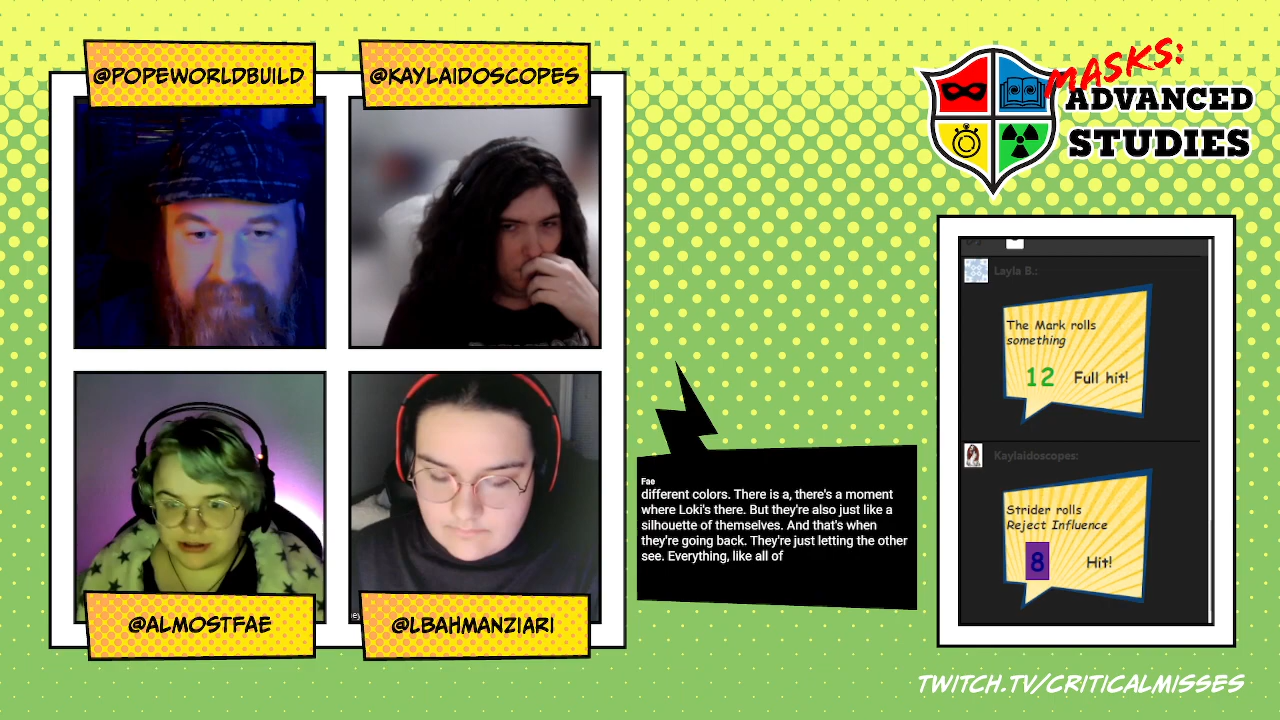 @POPEWORLDBUILD
@KAYLAIDOSCOPES
MASKS:
ADVANCED
STUDIES
Layla B.:
The Mark rolls
something
12 Full hit!
Kaylaidoscopes:
Strider rolls
Reject Influence
8 Hit!
Fae
different colors. There is a, there's a moment
where Loki's there. But they're also just like a
silhouette of themselves. And that's when
they're going back. They're just letting the other
see. Everything, like all of
@ALMOSTFAE
@LBAHMANZIARI
TWITCH.TV/CRITICALMISSES